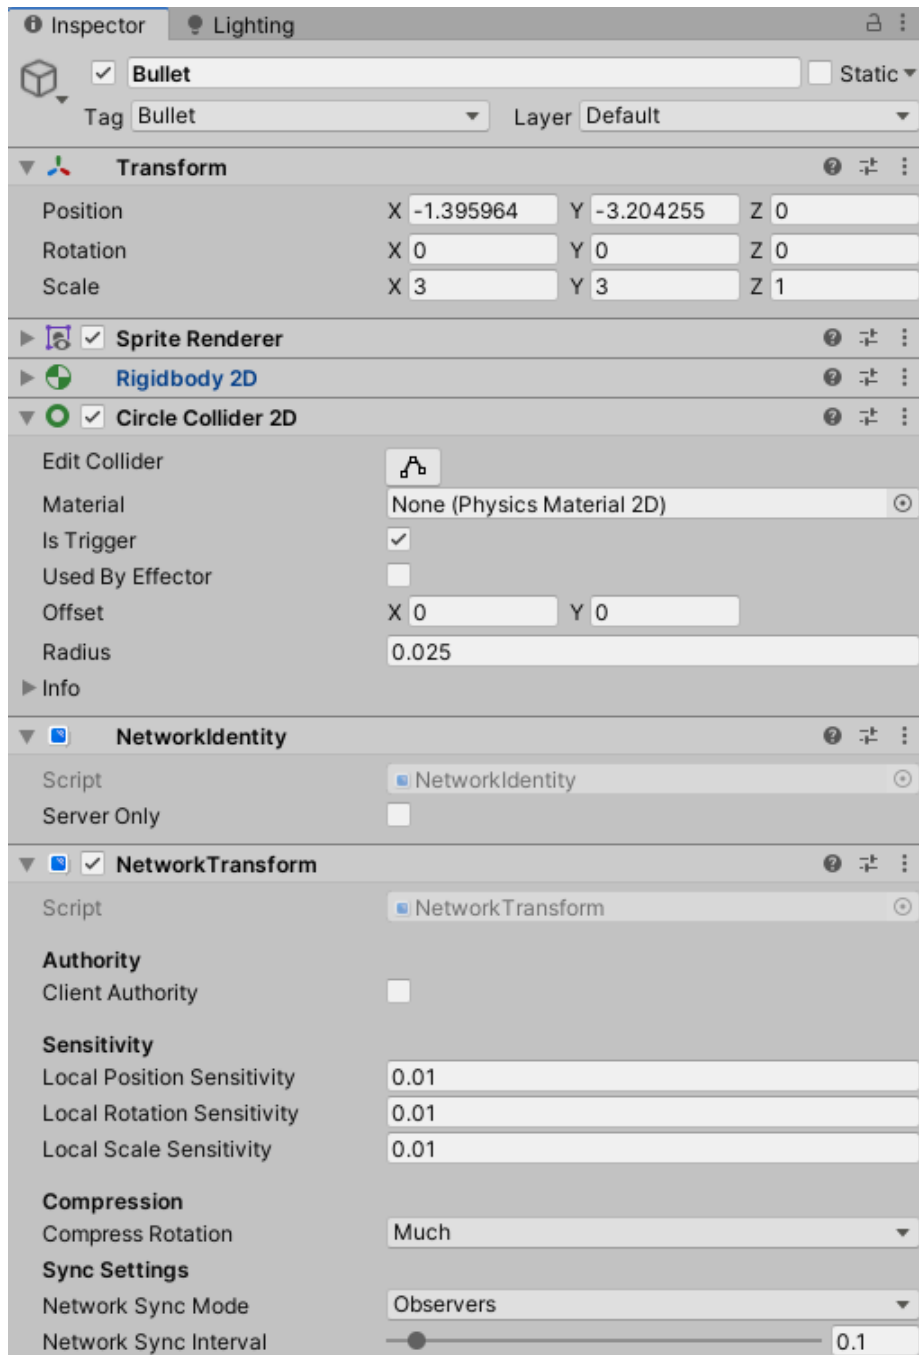 Inspector Lighting
Bullet Static
Tag Bullet Layer Default
Transform
Position X -1.395964 Y -3.204255 Z 0
Rotation X 0 Y 0 Z 0
Scale X 3 Y 3 Z 1
Sprite Renderer
Rigidbody 2D
Circle Collider 2D
Edit Collider
Material None (Physics Material 2D)
Is Trigger
Used By Effector
Offset X 0 Y 0
Radius 0.025
Info
NetworkIdentity
Script NetworkIdentity
Server Only
NetworkTransform
Script NetworkTransform
Authority
Client Authority
Sensitivity
Local Position Sensitivity 0.01
Local Rotation Sensitivity 0.01
Local Scale Sensitivity 0.01
Compression
Compress Rotation Much
Sync Settings
Network Sync Mode Observers
Network Sync Interval 0.1